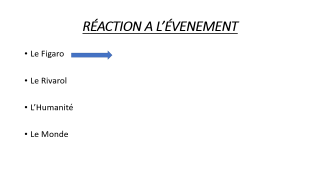 RÉACTION A L’ÉVENEMENT
• Le Figaro
• Le Rivarol
• L’Humanité
• Le Monde